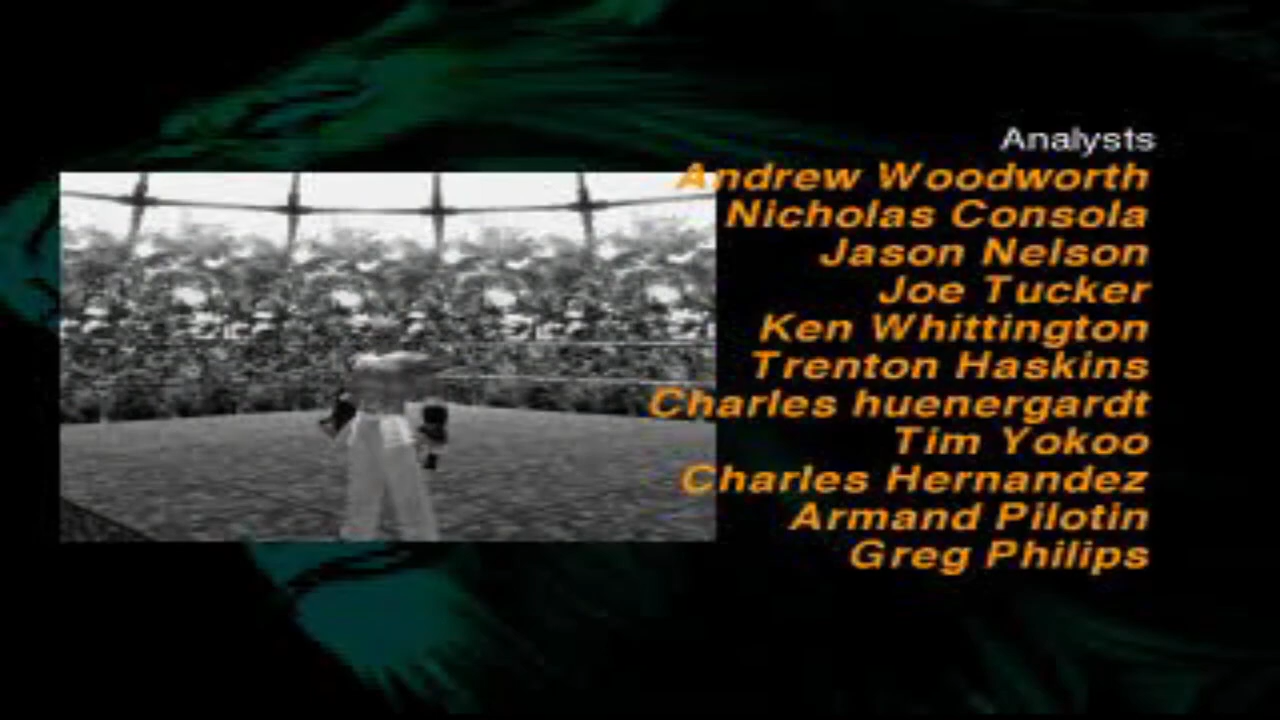 Analysts
Andrew Woodworth
Nicholas Consola
Jason Nelson
Joe Tucker
Ken Whittington
Trenton Haskins
Charles huenergardt
Tim Yokoo
Charles Hernandez
Armand Pilotin
Greg Philips